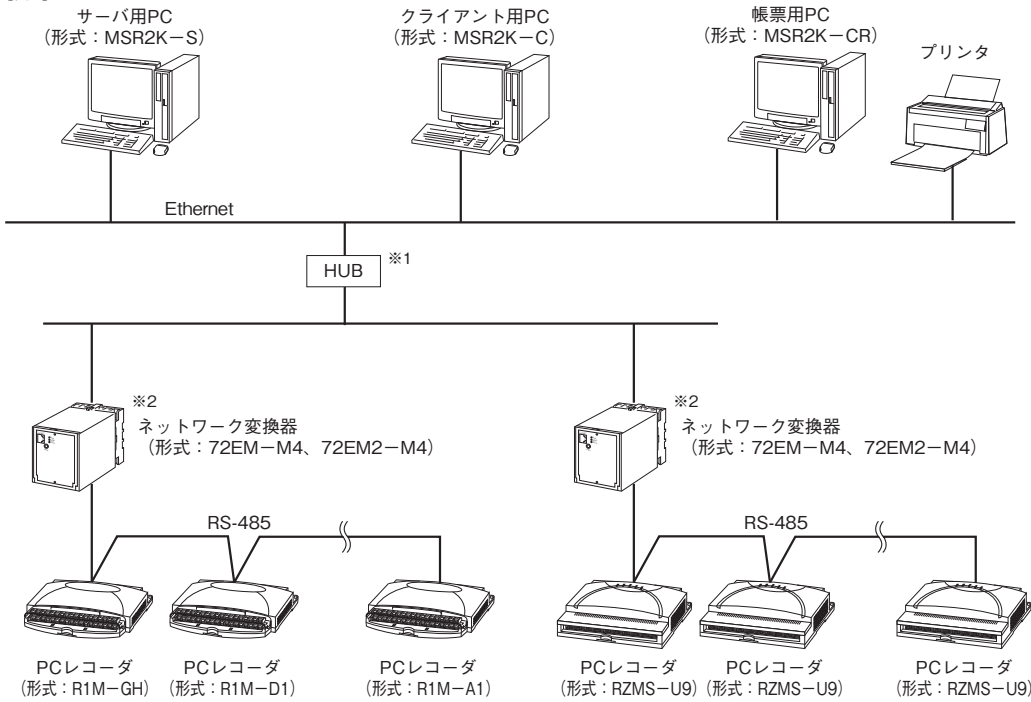 サーバ用PC
（形式：MSR2K－S）
クライアント用PC
（形式：MSR2K－C）
帳票用PC
（形式：MSR2K－CR）
プリンタ
Ethernet
HUB
※1
※2
ネットワーク変換器
（形式：72EM－M4、72EM2－M4）
※2
ネットワーク変換器
（形式：72EM－M4、72EM2－M4）
RS-485
RS-485
PCレコーダ
（形式：R1M－GH）
PCレコーダ
（形式：R1M－D1）
PCレコーダ
（形式：R1M－A1）
PCレコーダ
（形式：RZMS－U9）
PCレコーダ
（形式：RZMS－U9）
PCレコーダ
（形式：RZMS－U9）